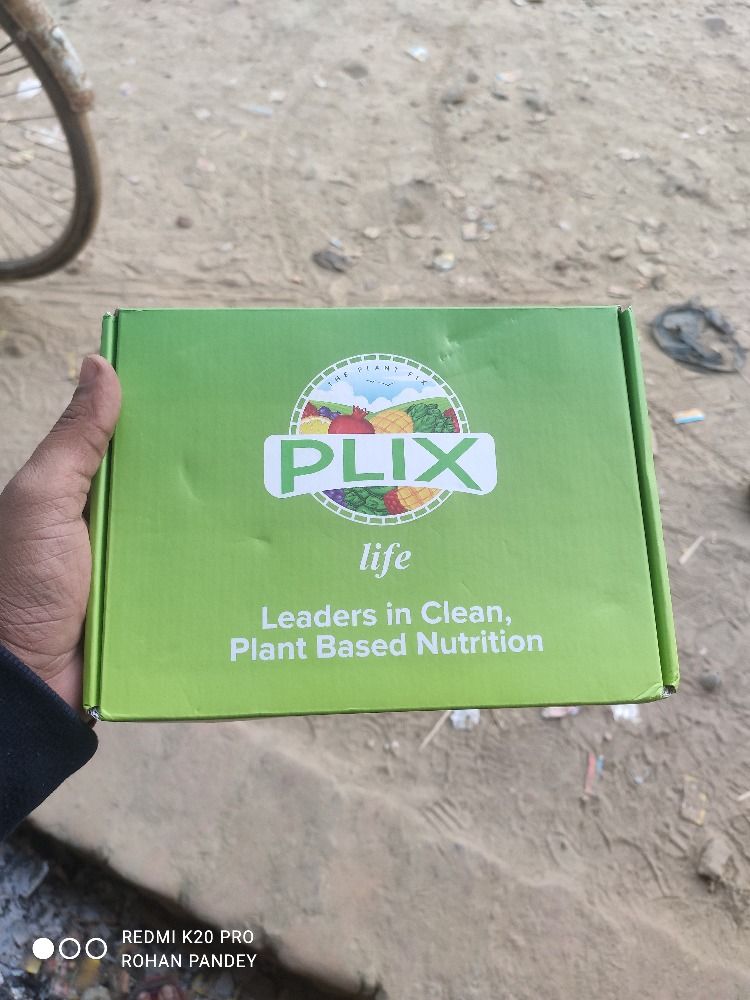 THE PLANT FIX
PLIX
life
Leaders in Clean,
Plant Based Nutrition
REDMI K20 PRO
ROHAN PANDEY